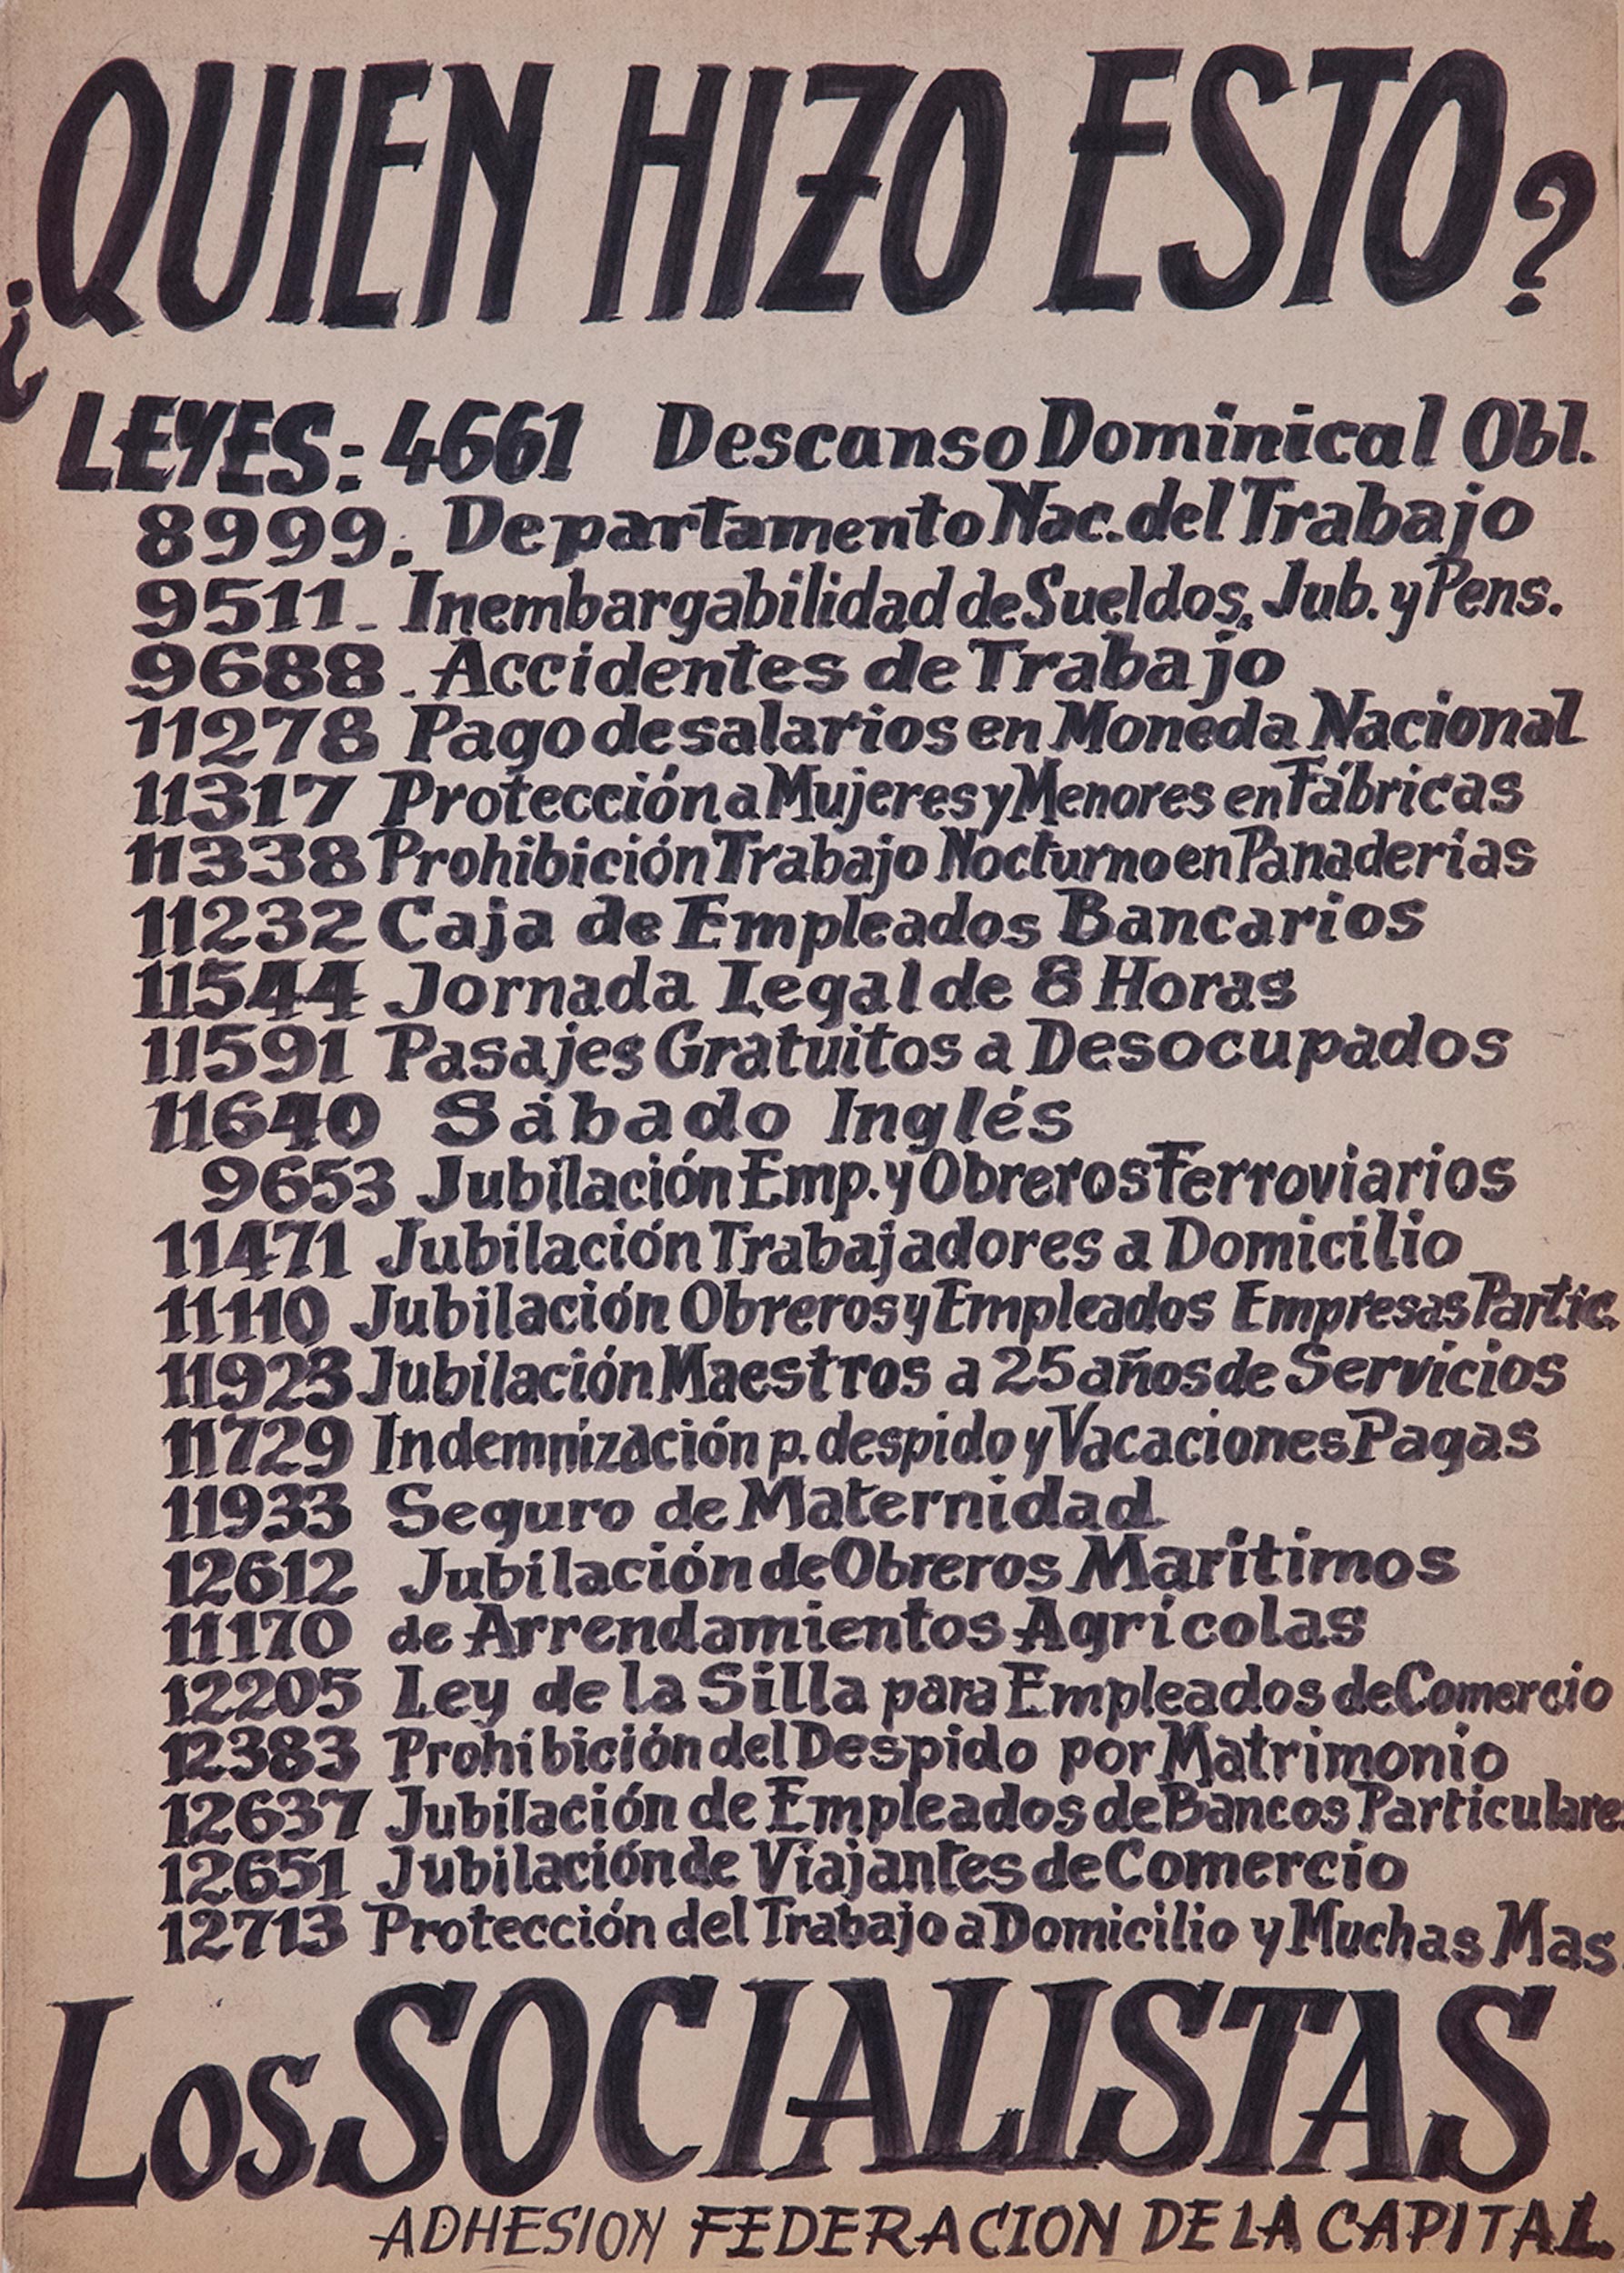 ¿QUIEN HIZO ESTO?
LEYES: 4661 Descanso Dominical Obl.
8999. Departamento Nac. del Trabajo
9511_ Inembargabilidad de Sueldos, Jub. y Pens.
9688. Accidentes de Trabajo
11278 Pago de salarios en Moneda Nacional
11317 Protección a Mujeres y Menores en Fábricas
11338 Prohibición Trabajo Nocturno en Panaderías
11232 Caja de Empleados Bancarios
11544 Jornada Legal de 8 Horas
11591 Pasajes Gratuitos a Desocupados
11640 Sábado Inglés
9653 Jubilación Emp. y Obreros Ferroviarios
11471 Jubilación Trabajadores a Domicilio
11110 Jubilación Obreros y Empleados Empresas Partic.
11923 Jubilación Maestros a 25 años de Servicios
11729 Indemnización p. despido y Vacaciones Pagas
11933 Seguro de Maternidad
12612 Jubilación de Obreros Marítimos
11170 de Arrendamientos Agrícolas
12205 Ley de la Silla para Empleados de Comercio
12383 Prohibición del Despido por Matrimonio
12637 Jubilación de Empleados de Bancos Particulares
12651 Jubilación de Viajantes de Comercio
12713 Protección del Trabajo a Domicilio y Muchas Mas.
Los SOCIALISTAS
ADHESION FEDERACION DE LA CAPITAL.